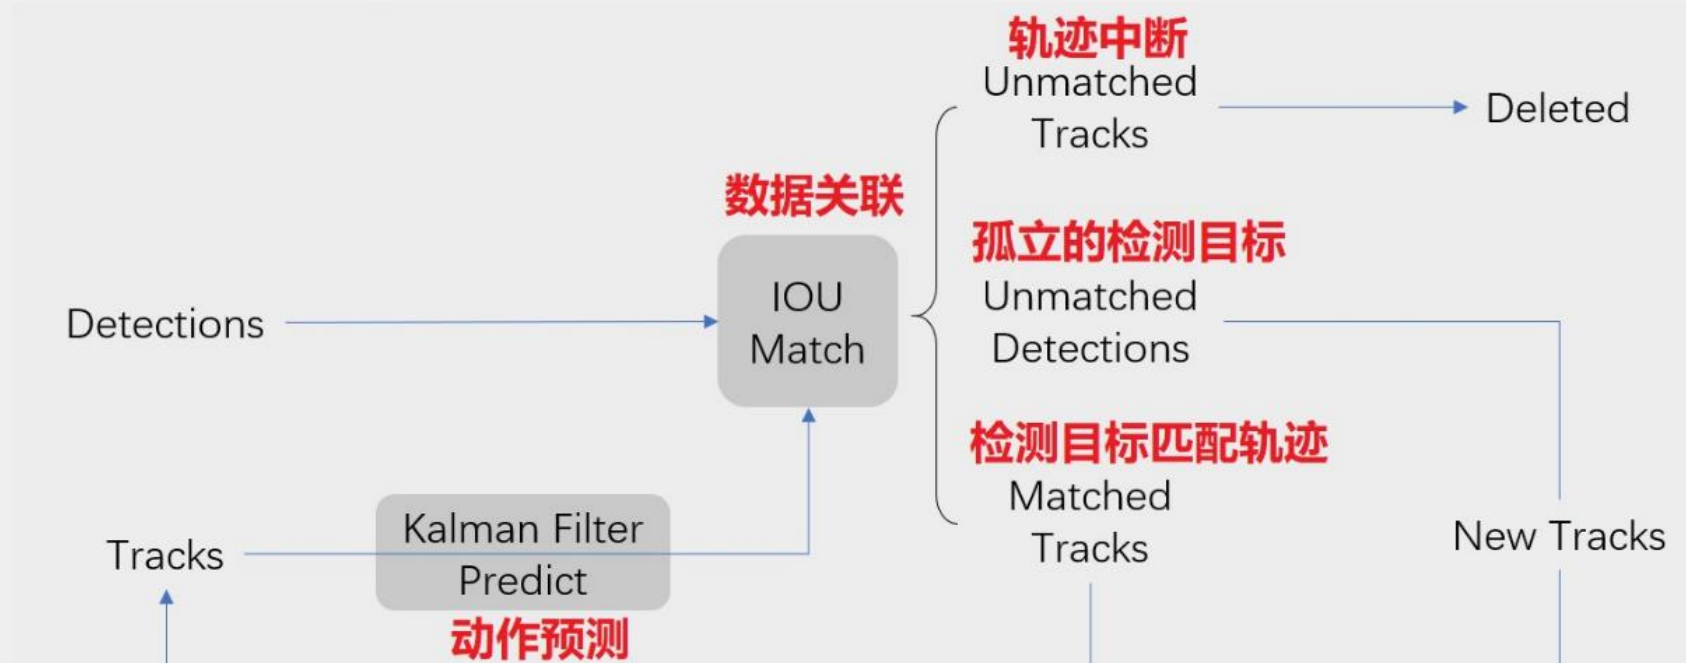 轨迹中断
Unmatched
Tracks
Deleted
数据关联
IOU
Match
孤立的检测目标
Unmatched
Detections
Detections
检测目标匹配轨迹
Matched
Tracks
New Tracks
Tracks
Kalman Filter
Predict
动作预测